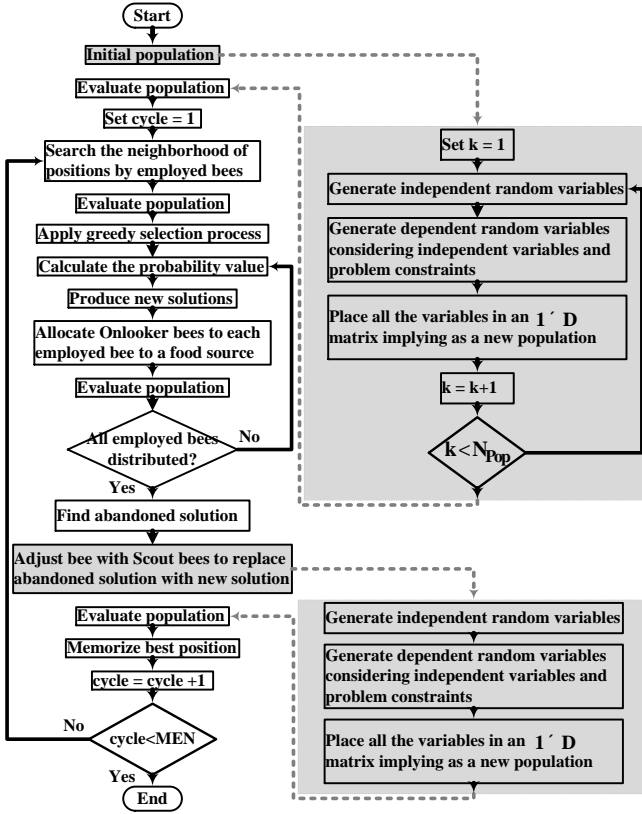 Start
Initial population
Evaluate population
Set cycle = 1
Search the neighborhood of
positions by employed bees
Evaluate population
Apply greedy selection process
Calculate the probability value
Produce new solutions
Allocate Onlooker bees to each
employed bee to a food source
Evaluate population
All employed bees
distributed?
No
Yes
Find abandoned solution
Adjust bee with Scout bees to replace
abandoned solution with new solution
Evaluate population
Memorize best position
cycle = cycle +1
No
cycle<MEN
Yes
End
Set k = 1
Generate independent random variables
Generate dependent random variables
considering independent variables and
problem constraints
Place all the variables in an 1 ´ D
matrix implying as a new population
k = k+1
k<NPop
Generate independent random variables
Generate dependent random variables
considering independent variables and
problem constraints
Place all the variables in an 1 ´ D
matrix implying as a new population